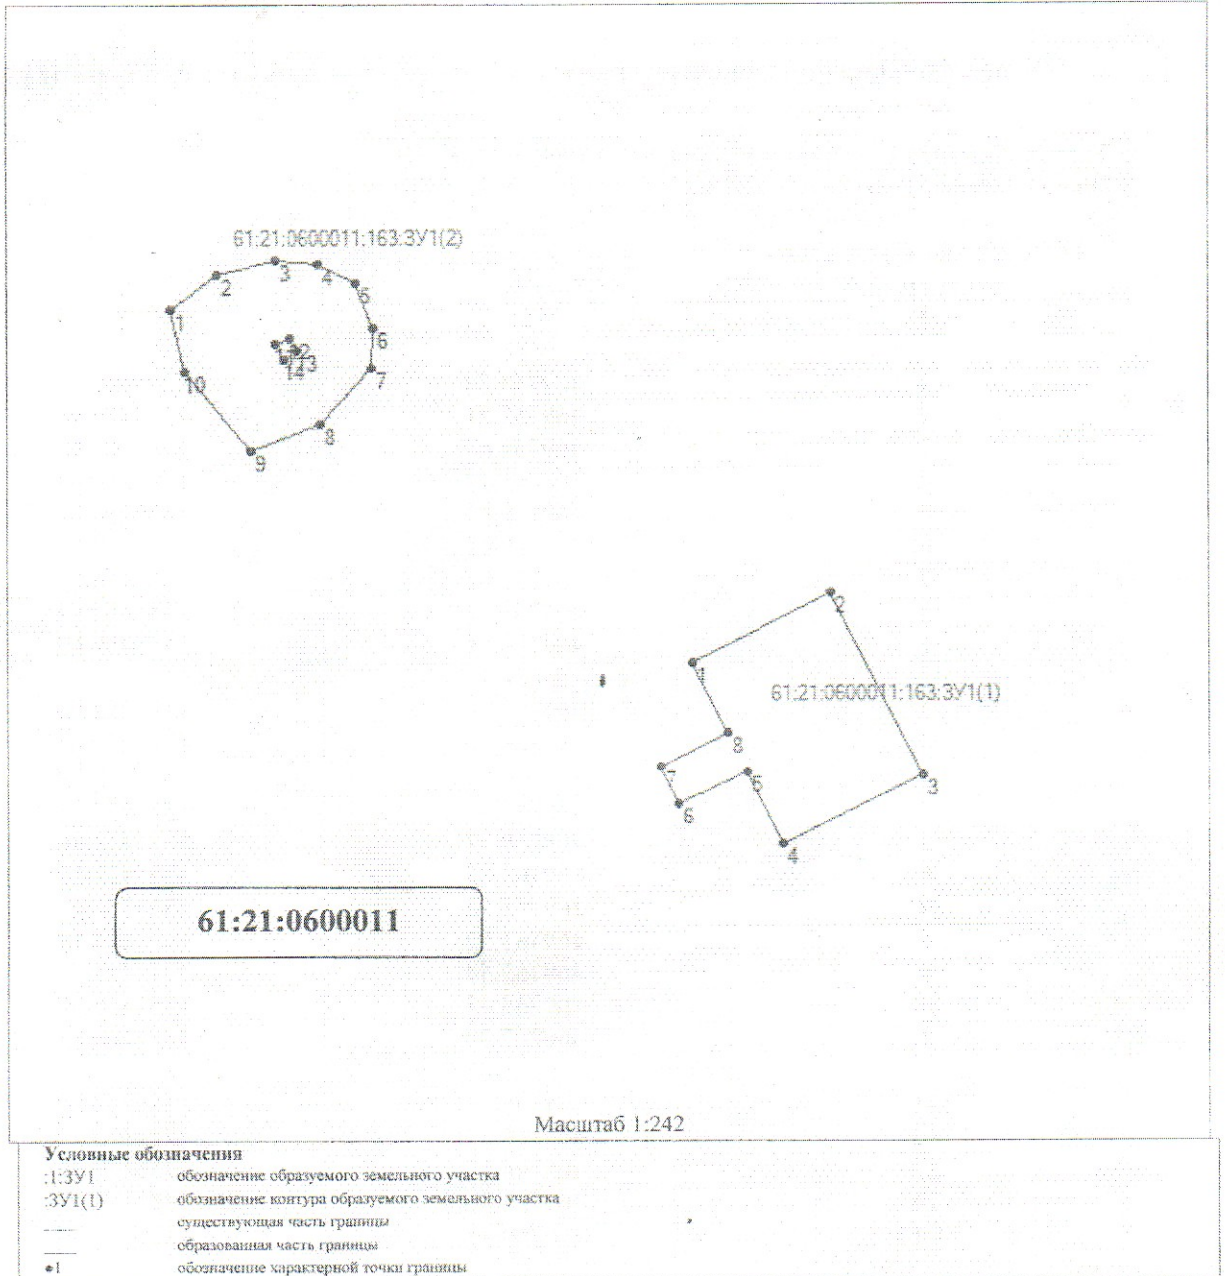 61:21:0600011:163:ЗУ1(2)
3
4
2
5
1
6
12
13
14
7
10
8
9
2
1
61:21:0600011:163:ЗУ1(1)
8
7
5
3
6
4
61:21:0600011
Масштаб 1:242
Условные обозначения
:1:ЗУ1 обозначение образуемого земельного участка
:ЗУ1(1) обозначение контура образуемого земельного участка
существующая часть границы
образованная часть границы
•1 обозначение характерной точки границы